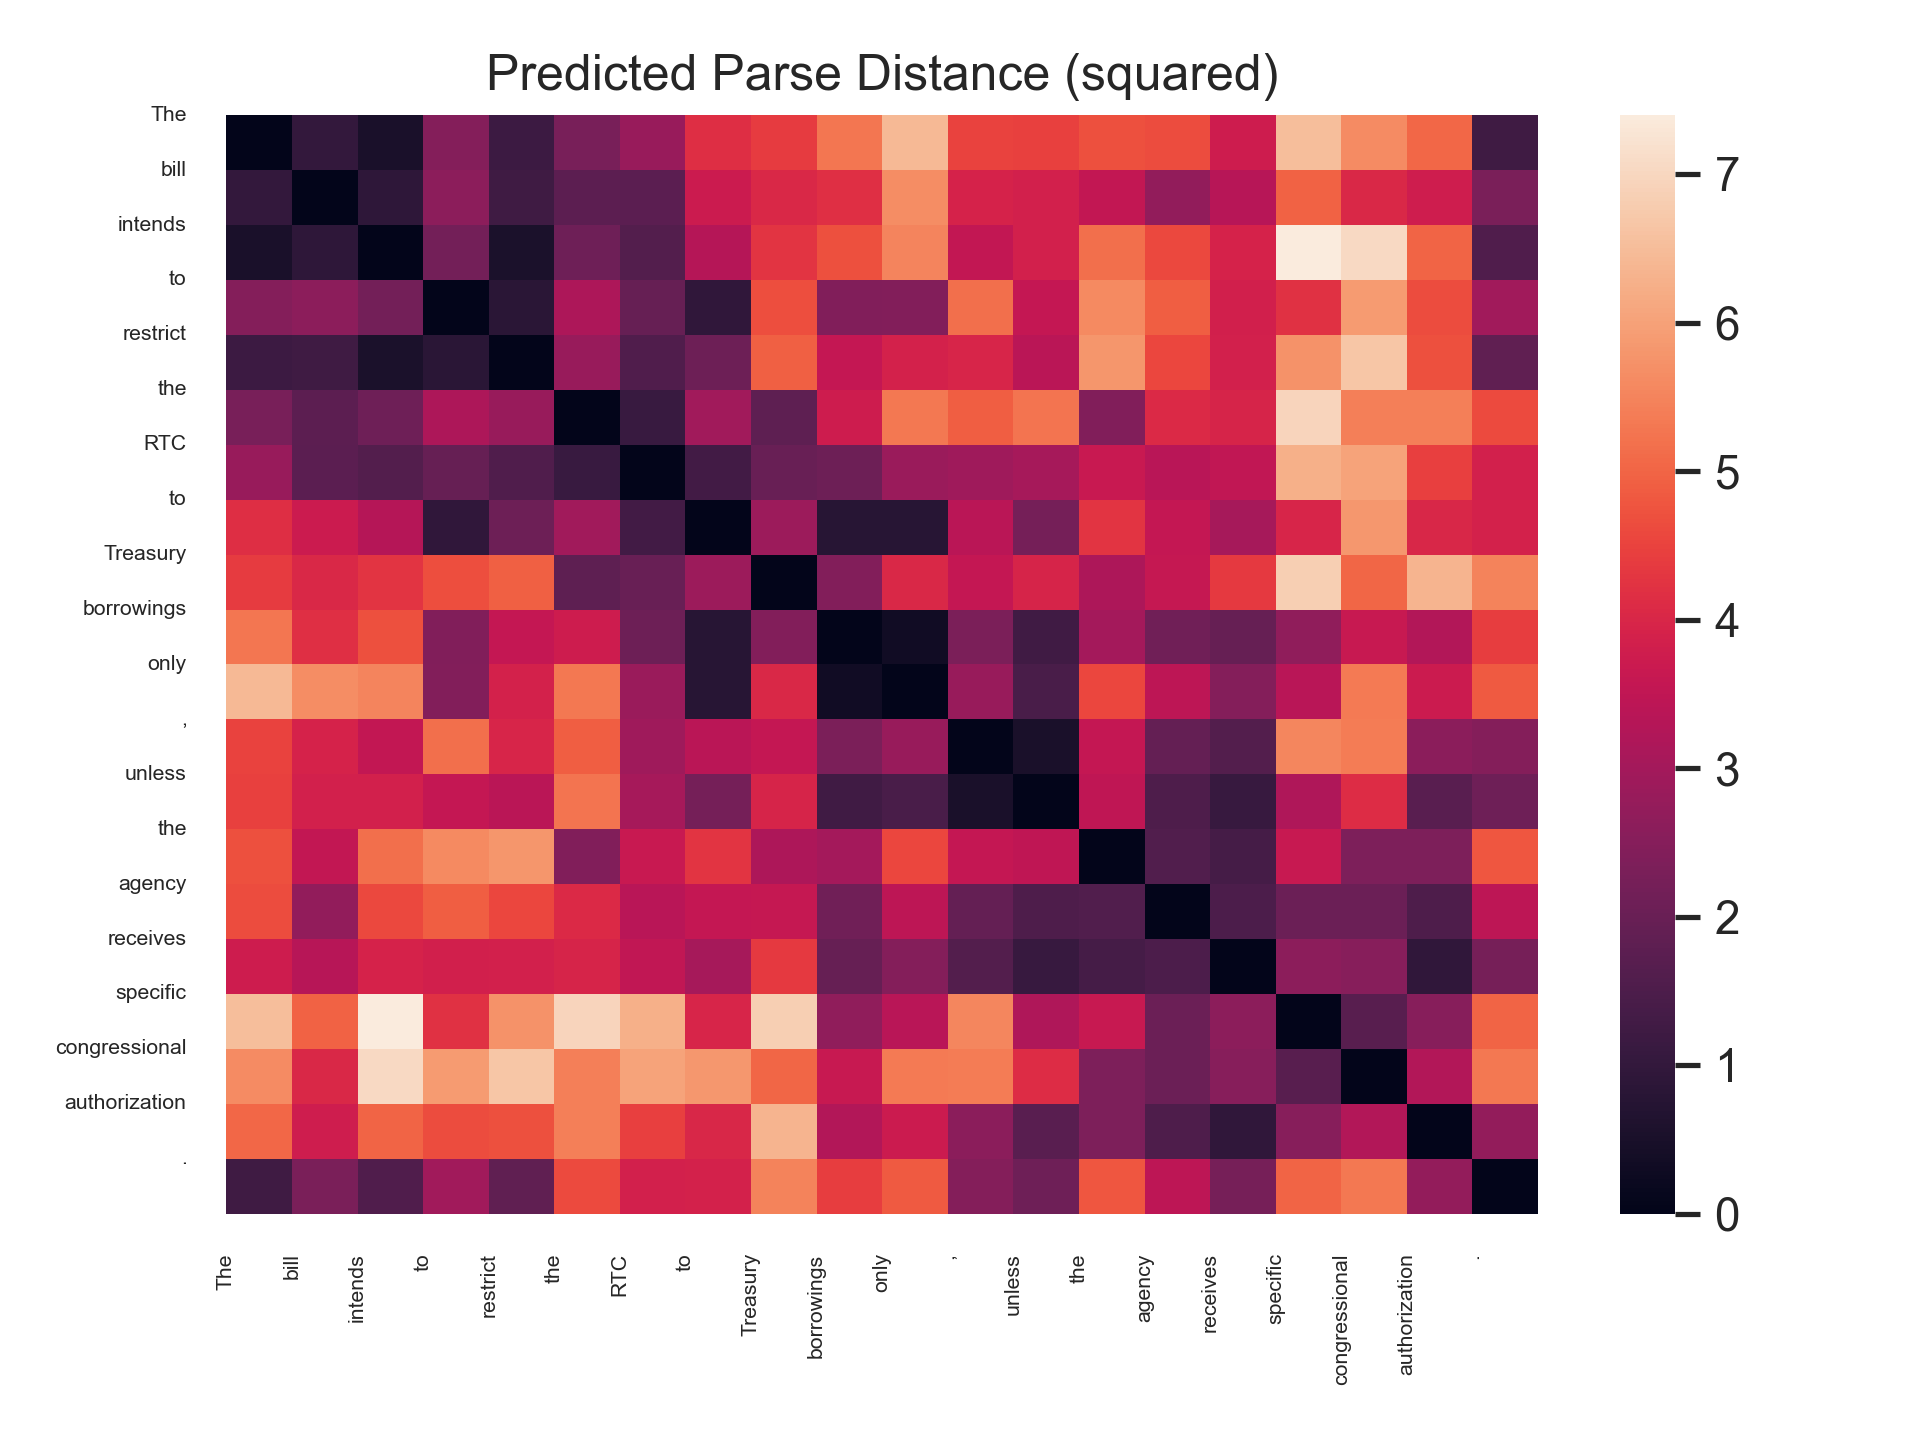 Predicted Parse Distance (squared)
The
bill
intends
to
restrict
the
RTC
to
Treasury
borrowings
only
,
unless
the
agency
receives
specific
congressional
authorization
.
7
6
5
4
3
2
1
0
The
bill
intends
to
restrict
the
RTC
to
Treasury
borrowings
only
,
unless
the
agency
receives
specific
congressional
authorization
.